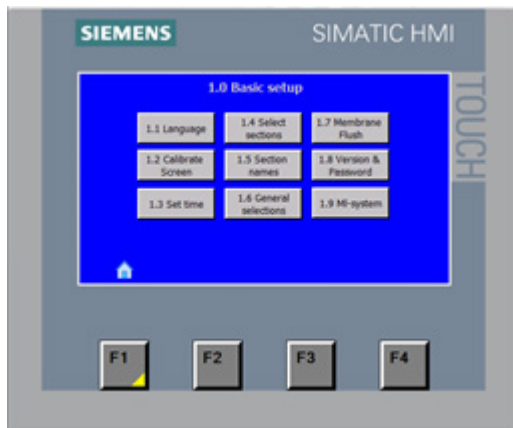 SIEMENS
SIMATIC HMI
TOUCH
1.0 Basic setup
1.1 Language
1.4 Select
sections
1.7 Membrane
Flush
1.2 Calibrate
Screen
1.5 Section
names
1.8 Version &
Password
1.3 Set time
1.6 General
selections
1.9 MI-system
F1
F2
F3
F4